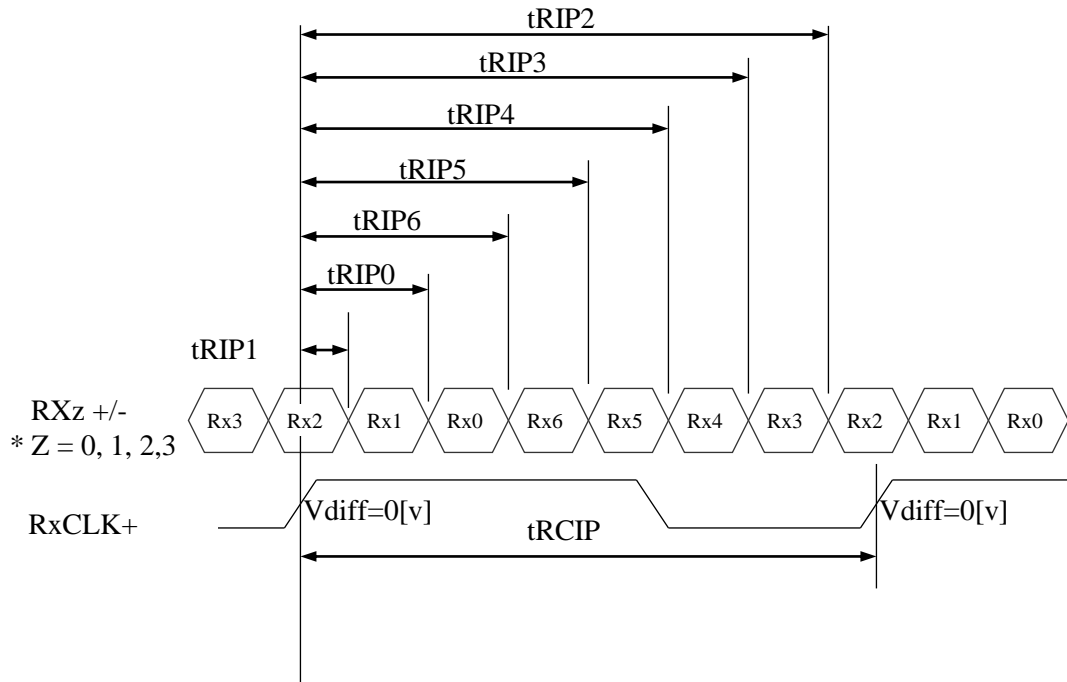 tRIP2
tRIP3
tRIP4
tRIP5
tRIP6
tRIP0
tRIP1
RXz +/-
* Z = 0, 1, 2,3
Rx3 Rx2 Rx1 Rx0 Rx6 Rx5 Rx4 Rx3 Rx2 Rx1 Rx0
RxCLK+
Vdiff=0[v] Vdiff=0[v]
tRCIP